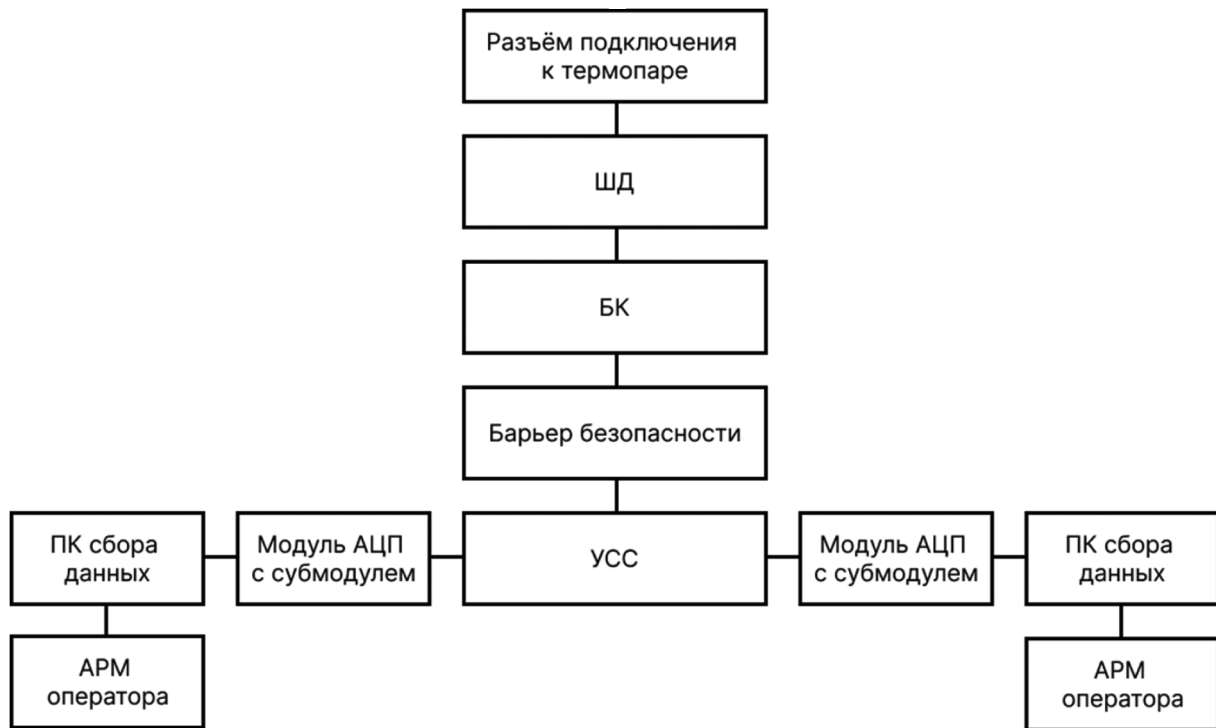 Разъём подключения
к термопаре
ШД
БК
Барьер безопасности
ПК сбора
данных
Модуль АЦП
с субмодулем
УСС
Модуль АЦП
с субмодулем
ПК сбора
данных
АРМ
оператора
АРМ
оператора